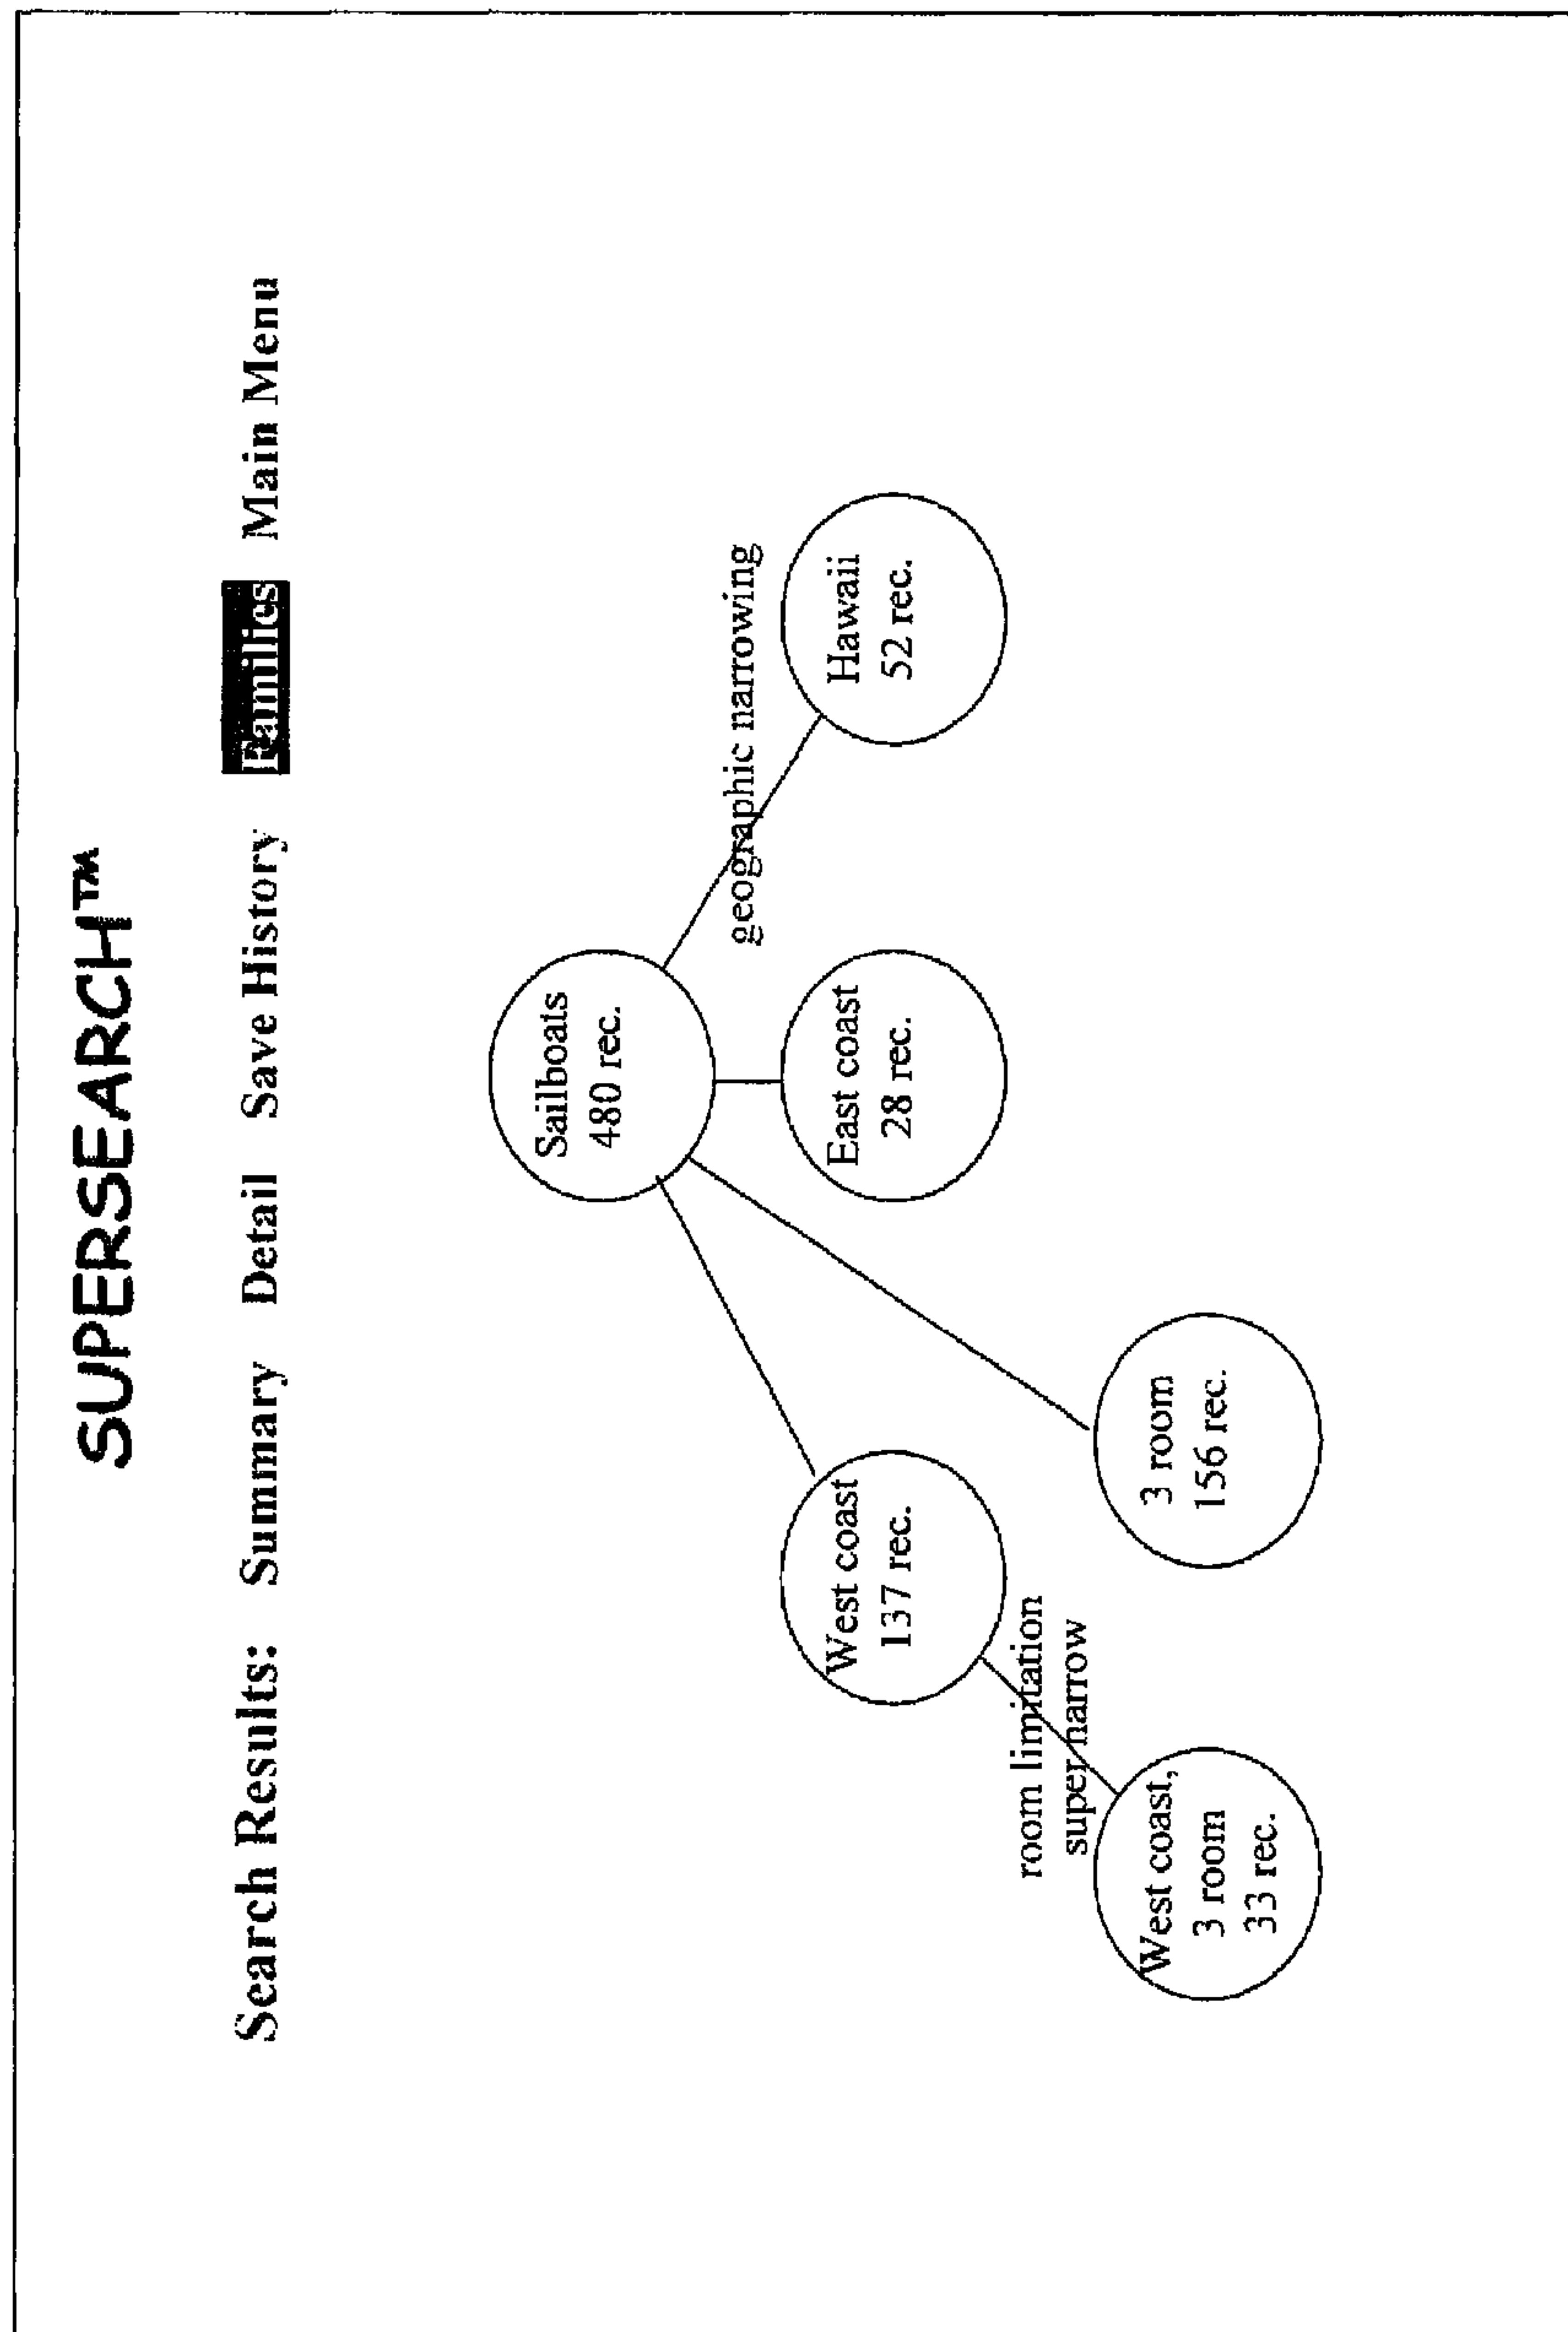 SUPERSEARCH™
Search Results: Summary Detail Save History Families Main Menu
Sailboats
480 rec.
geographic narrowing
West coast
137 rec.
East coast
28 rec.
Hawaii
52 rec.
room limitation
super narrow
West coast,
3 room
33 rec.
3 room
156 rec.